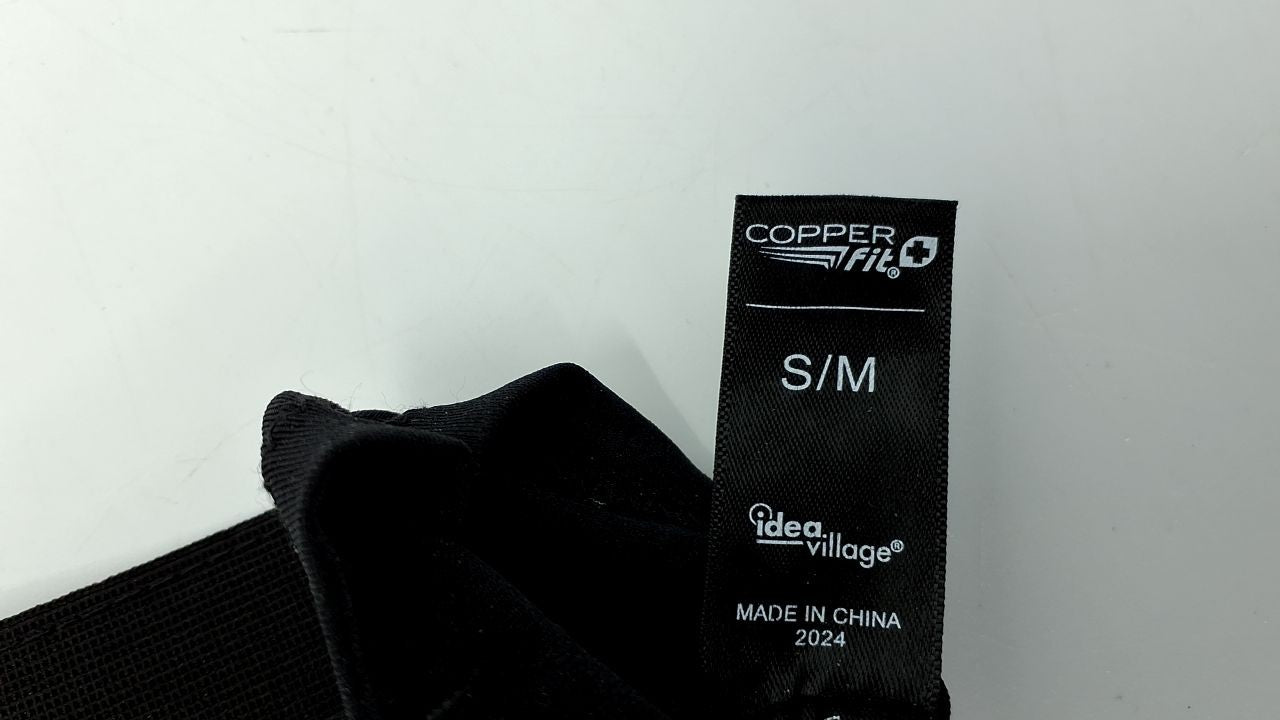 COPPER
fit®
S/M
idea
village®
MADE IN CHINA
2024